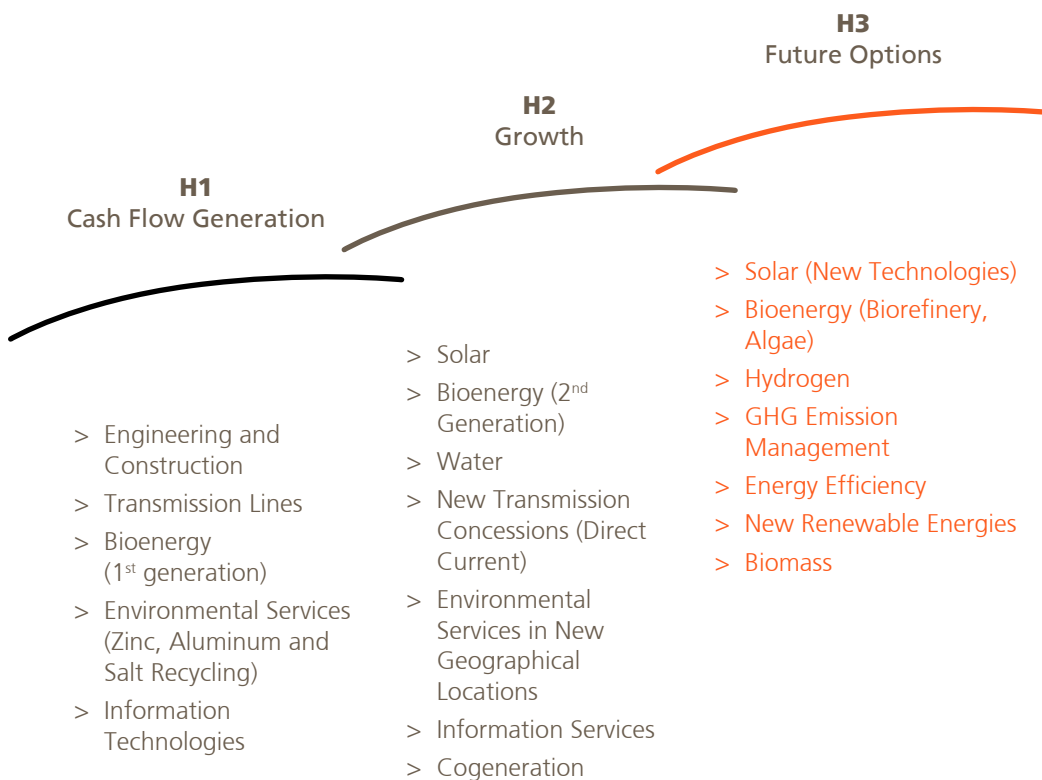 H1
Cash Flow Generation
> Engineering and
Construction
> Transmission Lines
> Bioenergy
(1st generation)
> Environmental Services
(Zinc, Aluminum and
Salt Recycling)
> Information
Technologies
H2
Growth
> Solar
> Bioenergy (2nd
Generation)
> Water
> New Transmission
Concessions (Direct
Current)
> Environmental
Services in New
Geographical
Locations
> Information Services
> Cogeneration
H3
Future Options
> Solar (New Technologies)
> Bioenergy (Biorefinery,
Algae)
> Hydrogen
> GHG Emission
Management
> Energy Efficiency
> New Renewable Energies
> Biomass